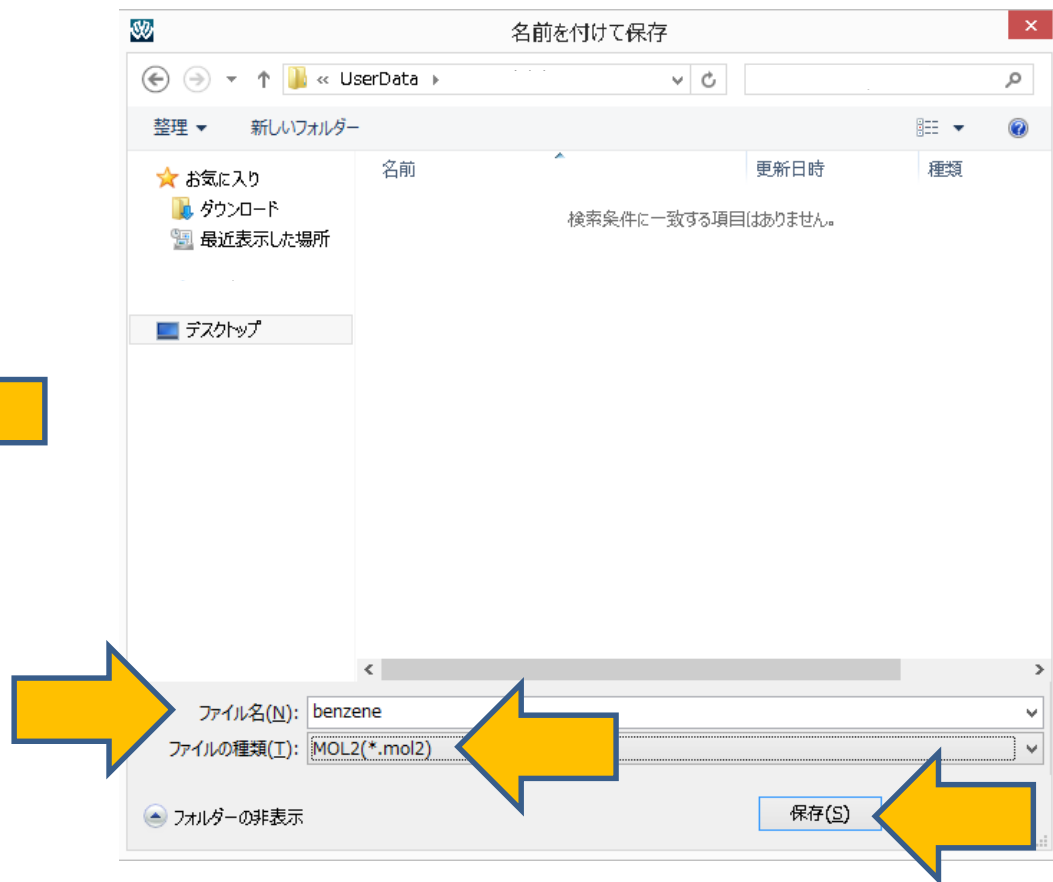 名前を付けて保存
« UserData
整理 新しいフォルダー
名前 更新日時 種類
お気に入り
ダウンロード
最近表示した場所
検索条件に一致する項目はありません。
デスクトップ
ファイル名(N): benzene
ファイルの種類(T): MOL2(*.mol2)
フォルダーの非表示 保存(S)